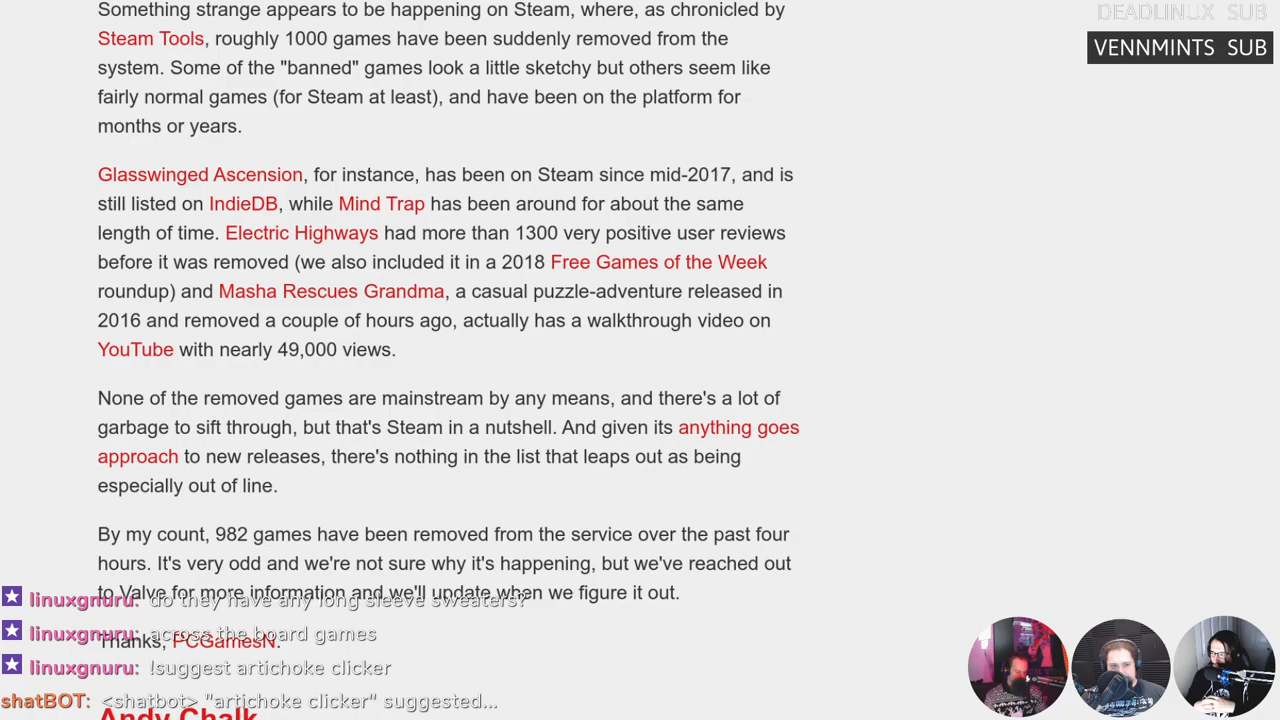 Something strange appears to be happening on Steam, where, as chronicled by
Steam Tools, roughly 1000 games have been suddenly removed from the
system. Some of the "banned" games look a little sketchy but others seem like
fairly normal games (for Steam at least), and have been on the platform for
months or years.
Glasswinged Ascension, for instance, has been on Steam since mid-2017, and is
still listed on IndieDB, while Mind Trap has been around for about the same
length of time. Electric Highways had more than 1300 very positive user reviews
before it was removed (we also included it in a 2018 Free Games of the Week
roundup) and Masha Rescues Grandma, a casual puzzle-adventure released in
2016 and removed a couple of hours ago, actually has a walkthrough video on
YouTube with nearly 49,000 views.
None of the removed games are mainstream by any means, and there's a lot of
garbage to sift through, but that's Steam in a nutshell. And given its anything goes
approach to new releases, there's nothing in the list that leaps out as being
especially out of line.
By my count, 982 games have been removed from the service over the past four
hours. It's very odd and we're not sure why it's happening, but we've reached out
to Valve for more information and we'll update when we figure it out.
Thanks, PCGamesN.
Andy Chalk
DEADLINUX SUB
VENNMINTS SUB
linuxgnuru: do they have any long sleeve sweaters?
linuxgnuru: across the board games
linuxgnuru: !suggest artichoke clicker
shatBOT: <shatbot> "artichoke clicker" suggested...